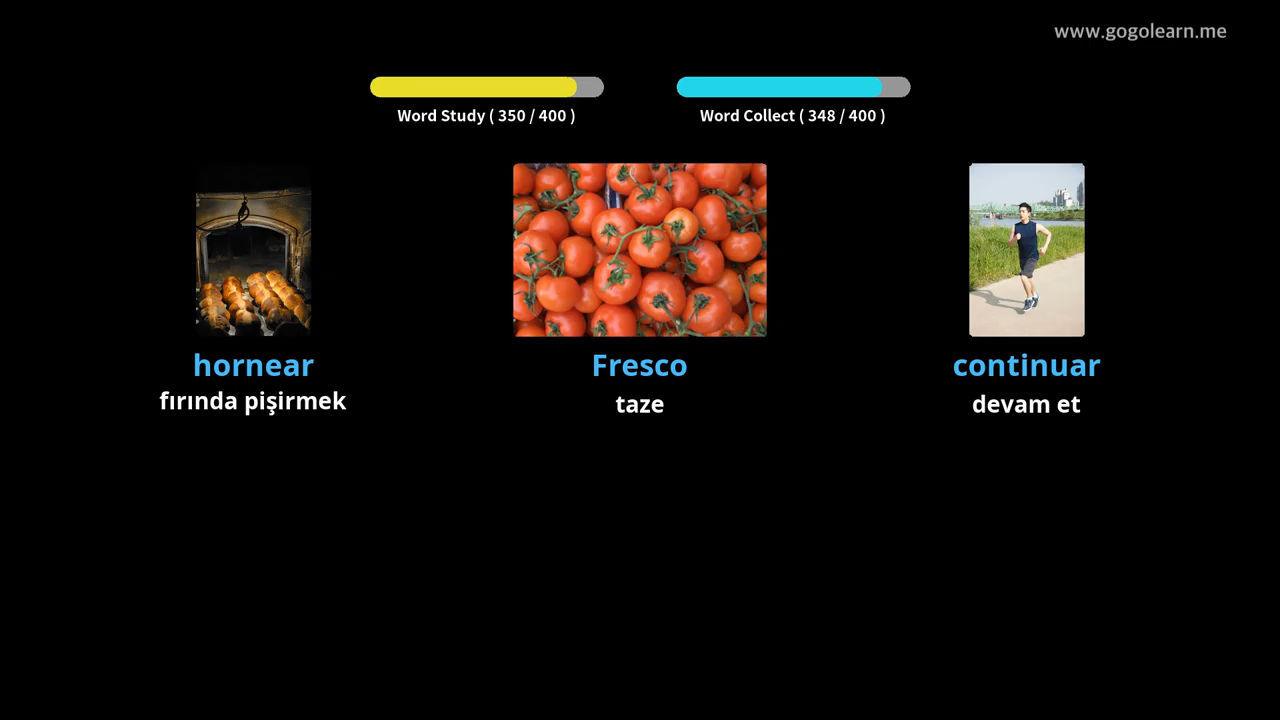 www.gogolearn.me
Word Study ( 350 / 400 )
Word Collect ( 348 / 400 )
hornear
fırında pişirmek
Fresco
taze
continuar
devam et